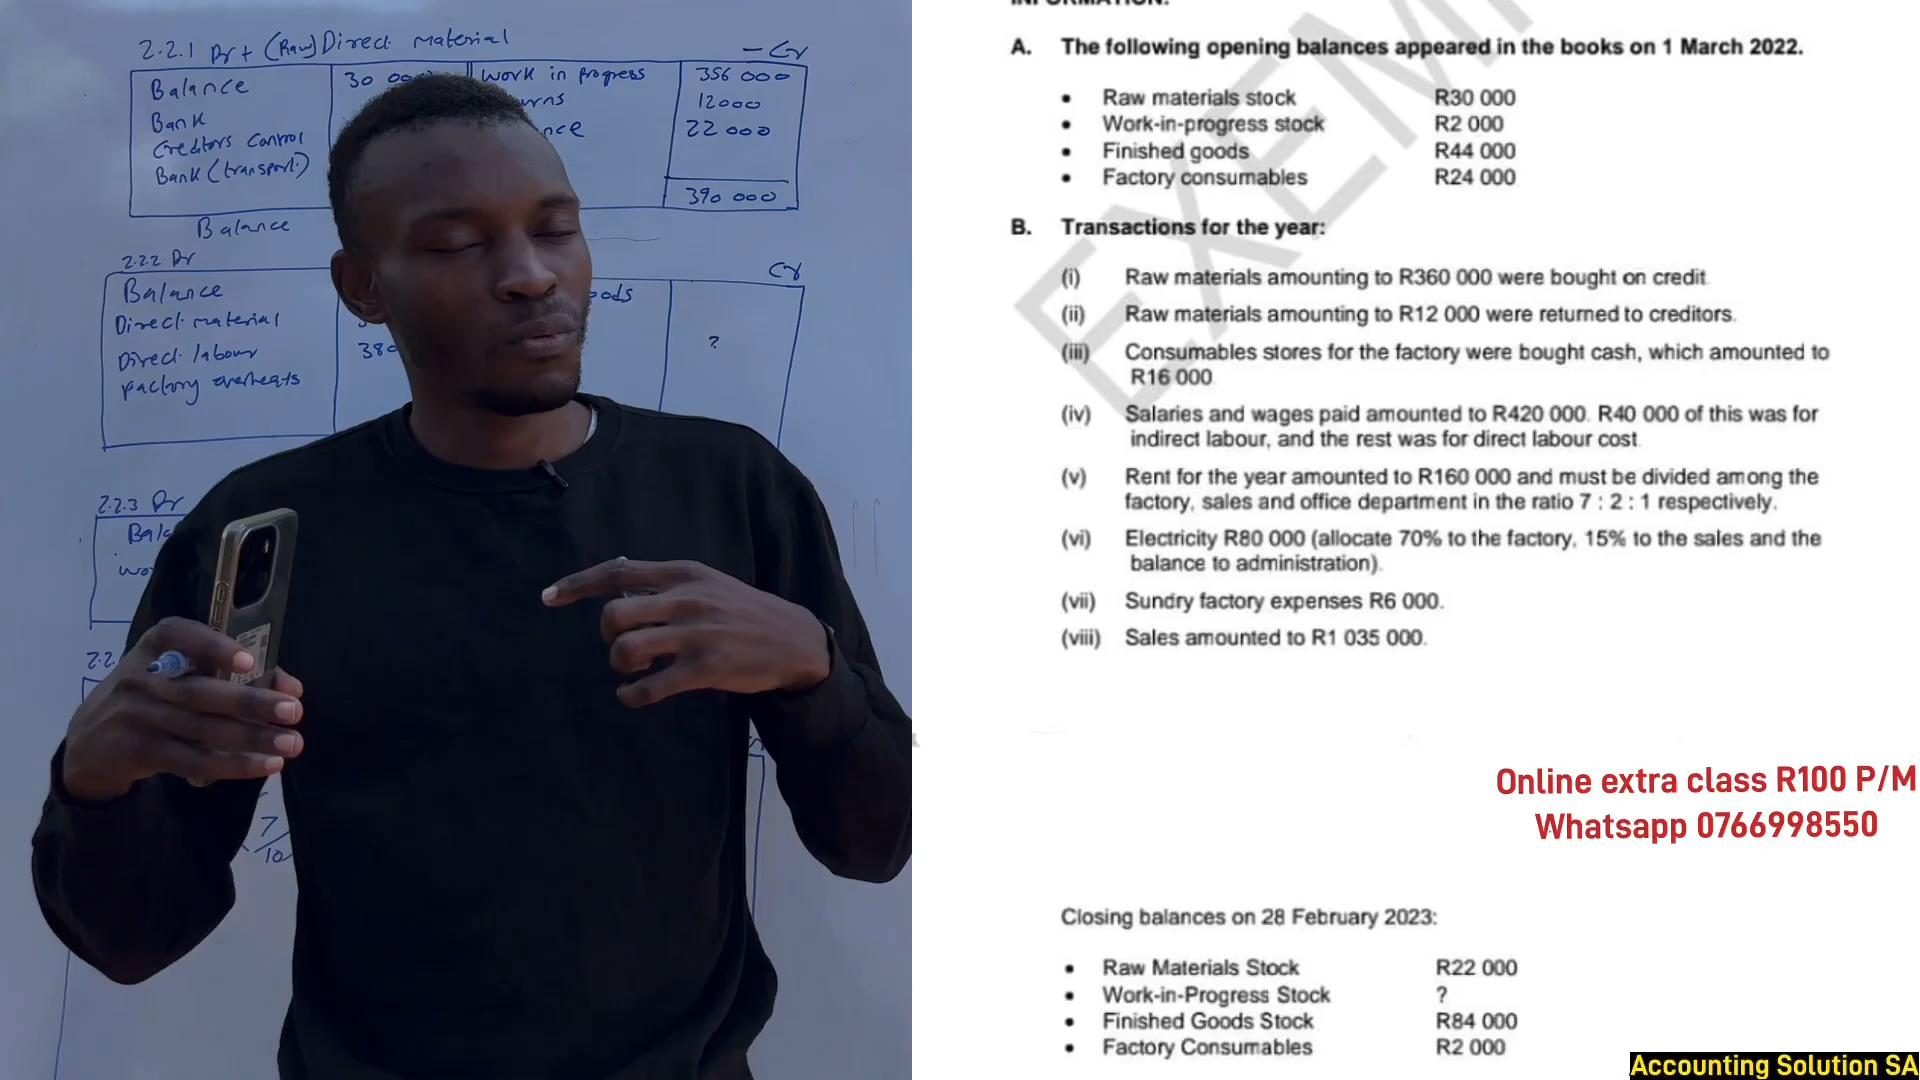 2.2.1 Dr + (Raw) Direct material - Cr
Balance 30 000 work in progress 356 000
Bank 12000
Creditors control 22 000
Bank (transport)
390 000
Balance
2.2.2 Dr Cr
Balance
Direct material
Direct labour 380 ?
Factory overheads
2.2.3 Dr
7
10
A. The following opening balances appeared in the books on 1 March 2022.
• Raw materials stock R30 000
• Work-in-progress stock R2 000
• Finished goods R44 000
• Factory consumables R24 000
B. Transactions for the year:
(i) Raw materials amounting to R360 000 were bought on credit
(ii) Raw materials amounting to R12 000 were returned to creditors.
(iii) Consumables stores for the factory were bought cash, which amounted to
R16 000
(iv) Salaries and wages paid amounted to R420 000. R40 000 of this was for
indirect labour, and the rest was for direct labour cost
(v) Rent for the year amounted to R160 000 and must be divided among the
factory, sales and office department in the ratio 7 : 2 : 1 respectively.
(vi) Electricity R80 000 (allocate 70% to the factory, 15% to the sales and the
balance to administration).
(vii) Sundry factory expenses R6 000.
(viii) Sales amounted to R1 035 000.
Online extra class R100 P/M
Whatsapp 0766998550
Closing balances on 28 February 2023:
• Raw Materials Stock R22 000
• Work-in-Progress Stock ?
• Finished Goods Stock R84 000
• Factory Consumables R2 000
Accounting Solution SA